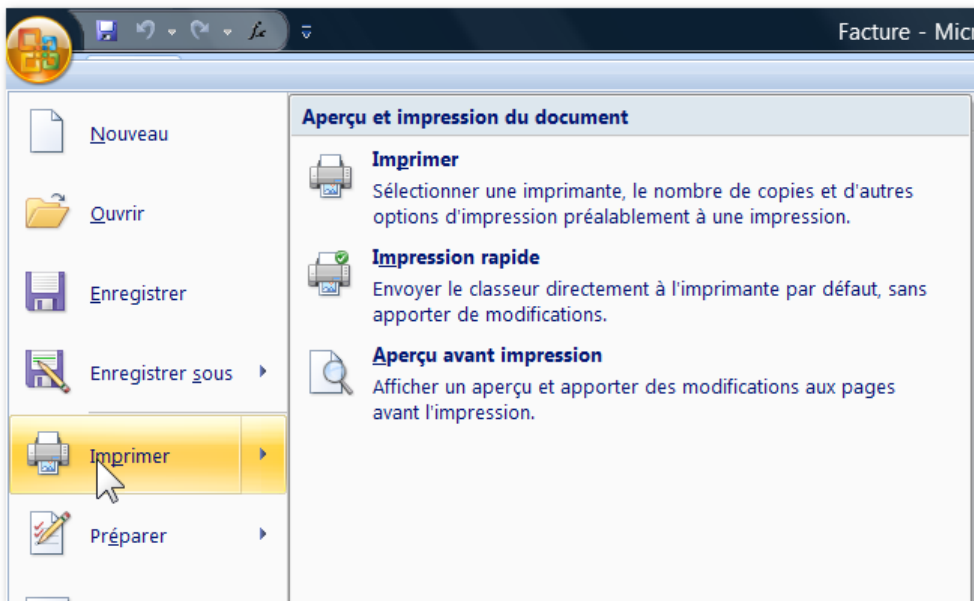 Facture - Micr
Nouveau
Ouvrir
Enregistrer
Enregistrer sous
Imprimer
Préparer
Aperçu et impression du document
Imprimer
Sélectionner une imprimante, le nombre de copies et d'autres
options d'impression préalablement à une impression.
Impression rapide
Envoyer le classeur directement à l'imprimante par défaut, sans
apporter de modifications.
Aperçu avant impression
Afficher un aperçu et apporter des modifications aux pages
avant l'impression.